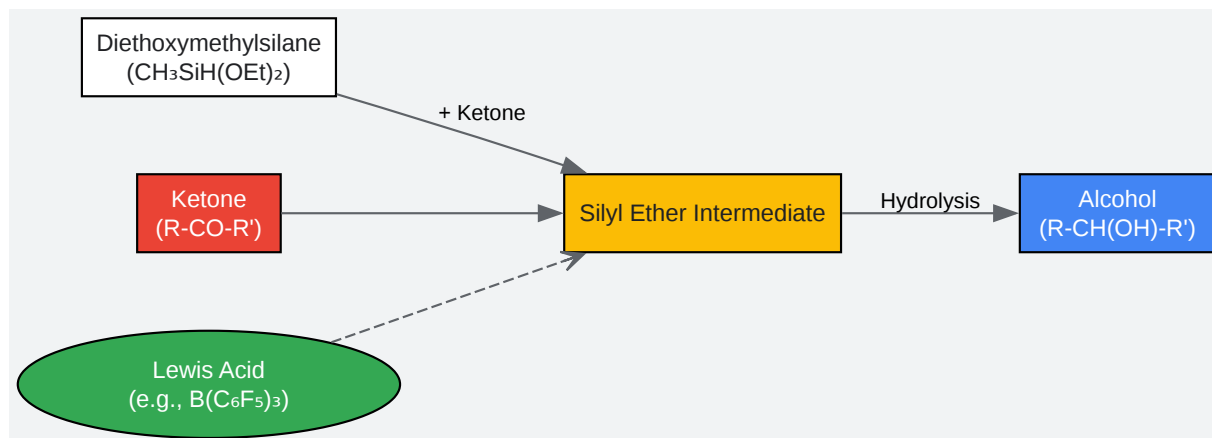 Diethoxymethylsilane
(CH₃SiH(OEt)₂)
+ Ketone
Ketone
(R-CO-R')
Silyl Ether Intermediate
Hydrolysis
Alcohol
(R-CH(OH)-R')
Lewis Acid
(e.g., B(C₆F₅)₃)